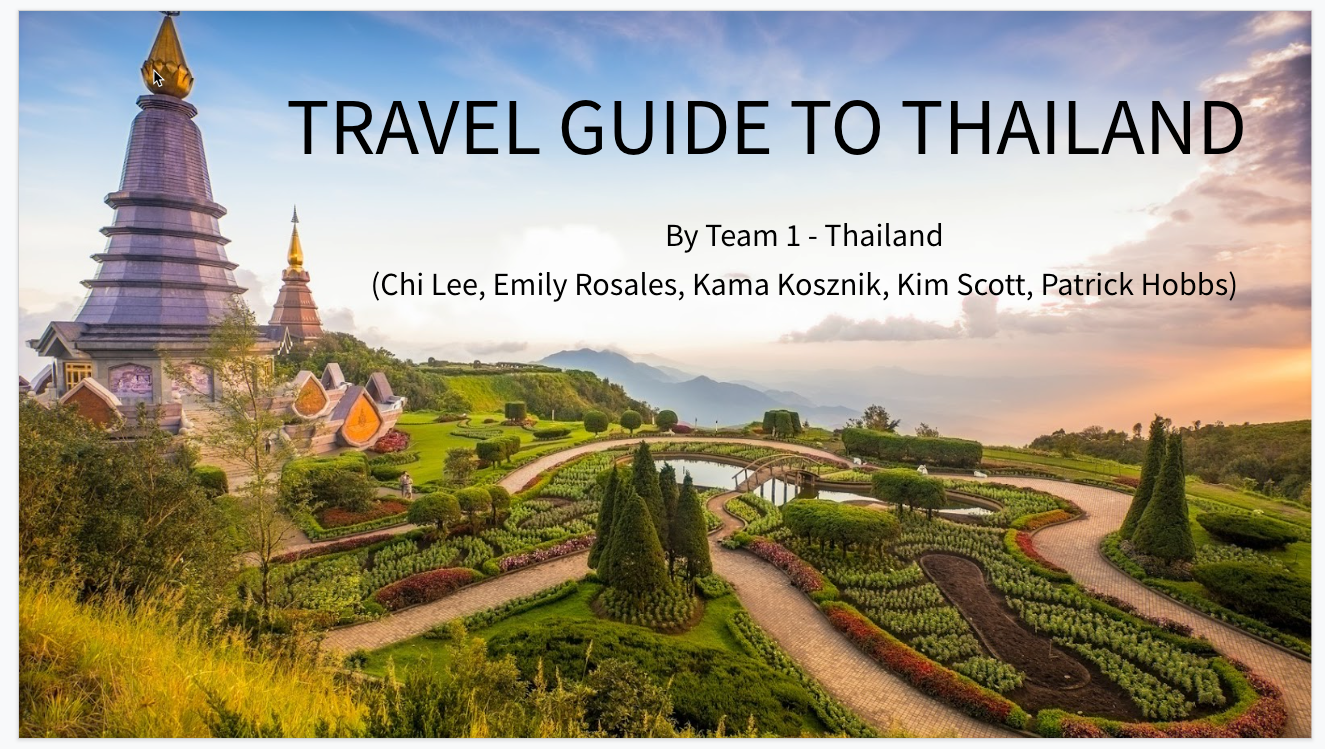 TRAVEL GUIDE TO THAILAND
By Team 1 - Thailand
(Chi Lee, Emily Rosales, Kama Kosznik, Kim Scott, Patrick Hobbs)